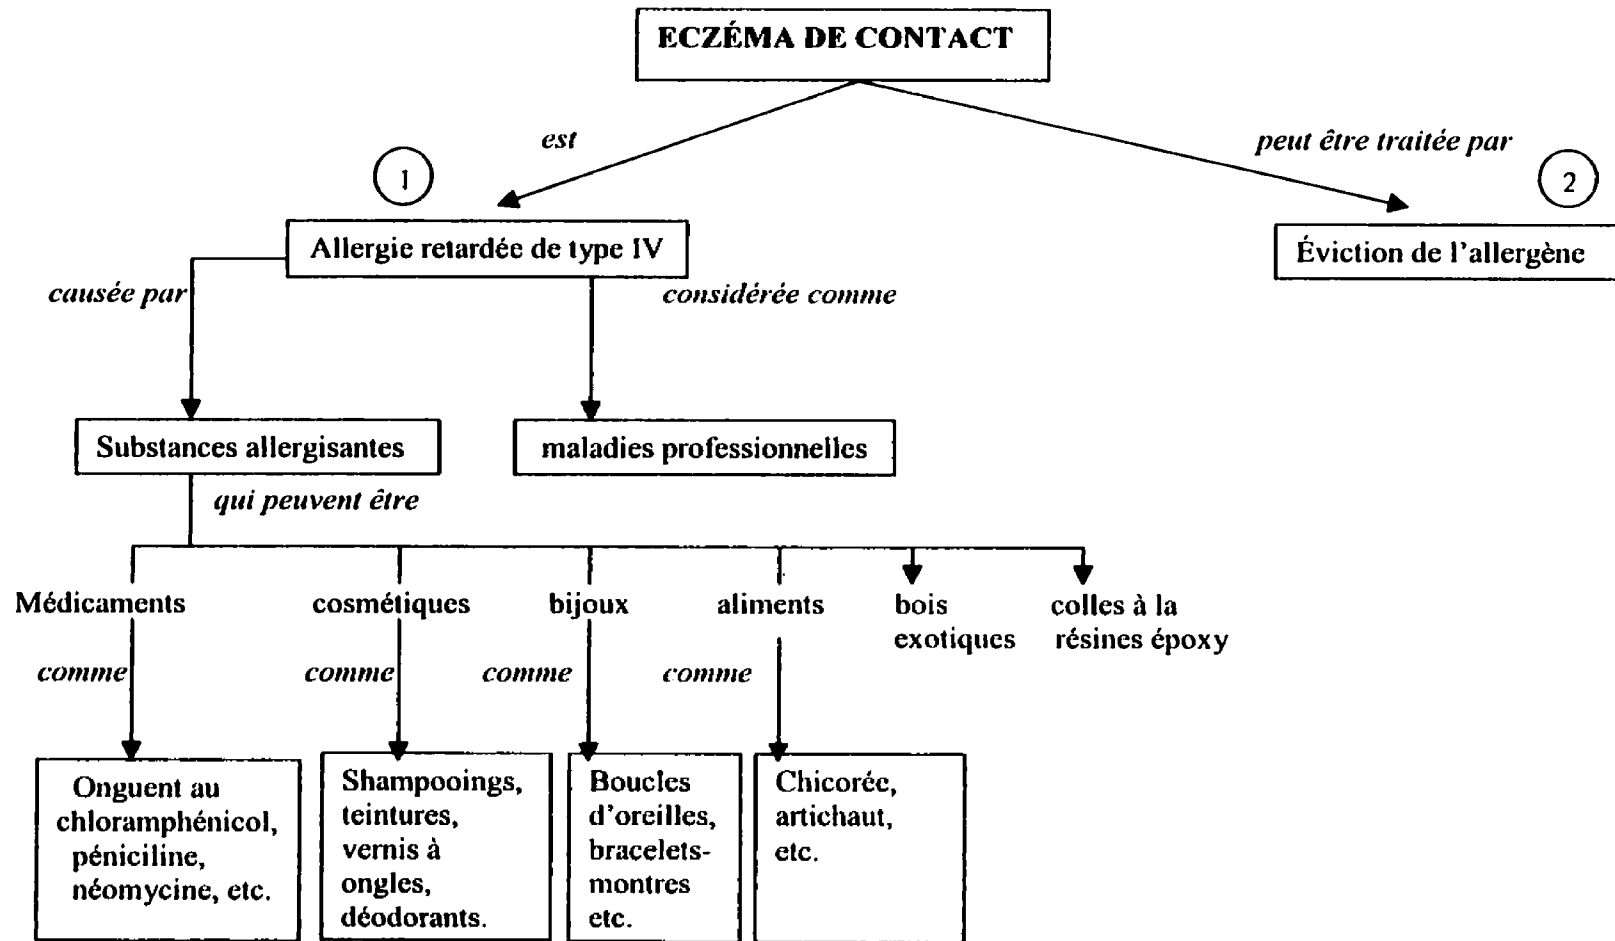 ECZÉMA DE CONTACT
est
peut être traitée par
1
2
Allergie retardée de type IV
Éviction de l'allergène
causée par
considérée comme
Substances allergisantes
maladies professionnelles
qui peuvent être
Médicaments
cosmétiques
bijoux
aliments
bois
exotiques
colles à la
résines époxy
comme
comme
comme
comme
Onguent au
chloramphénicol,
péniciline,
néomycine, etc.
Shampooings,
teintures,
vernis à
ongles,
déodorants.
Boucles
d'oreilles,
bracelets-
montres
etc.
Chicorée,
artichaut,
etc.